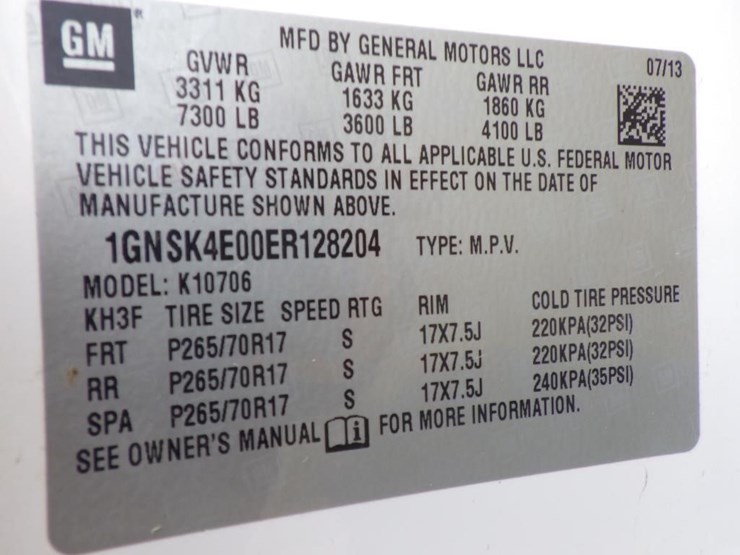 GM
MFD BY GENERAL MOTORS LLC 07/13
GVWR GAWR FRT GAWR RR
3311 KG 1633 KG 1860 KG
7300 LB 3600 LB 4100 LB
THIS VEHICLE CONFORMS TO ALL APPLICABLE U.S. FEDERAL MOTOR
VEHICLE SAFETY STANDARDS IN EFFECT ON THE DATE OF
MANUFACTURE SHOWN ABOVE.
1GNSK4E00ER128204 TYPE: M.P.V.
MODEL: K10706
KH3F TIRE SIZE SPEED RTG RIM COLD TIRE PRESSURE
FRT P265/70R17 S 17X7.5J 220KPA(32PSI)
RR P265/70R17 S 17X7.5J 220KPA(32PSI)
SPA P265/70R17 S 17X7.5J 240KPA(35PSI)
SEE OWNER'S MANUAL i FOR MORE INFORMATION.